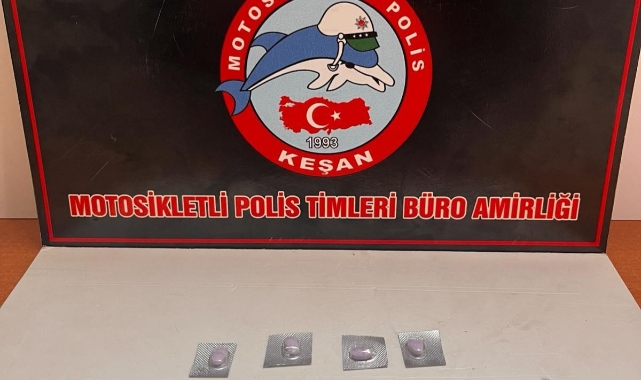 MOTOS
POLİS
1993
KEŞAN
MOTOSİKLETLİ POLİS TİMLERİ BÜRO AMİRLİĞİ